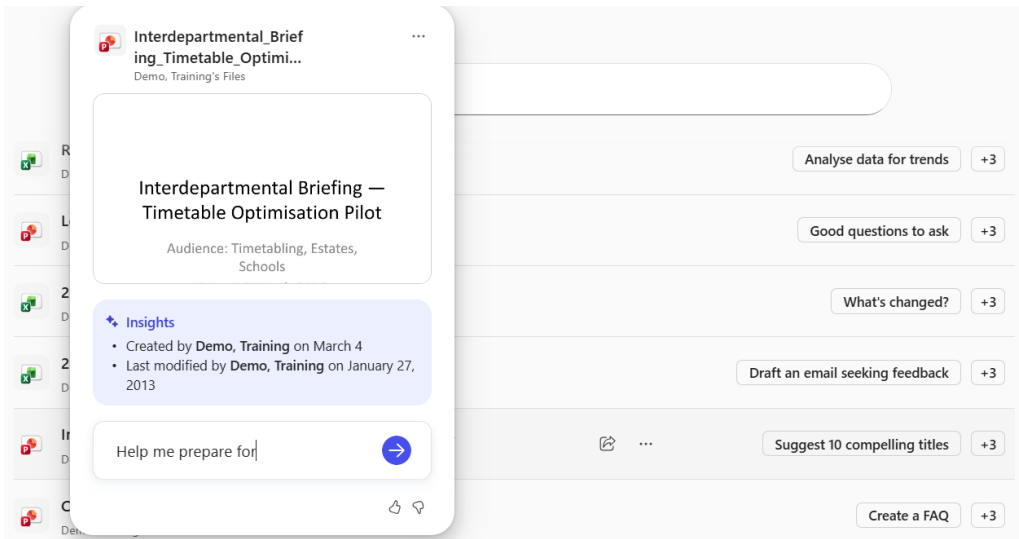 Interdepartmental_Brief
ing_Timetable_Optimi...
Demo, Training's Files
Interdepartmental Briefing —
Timetable Optimisation Pilot
Audience: Timetabling, Estates,
Schools
Insights
• Created by Demo, Training on March 4
• Last modified by Demo, Training on January 27,
2013
Help me prepare for
R
D
Analyse data for trends
+3
L
D
Good questions to ask
+3
2
D
What's changed?
+3
2
D
Draft an email seeking feedback
+3
In
D
Suggest 10 compelling titles
+3
C
Create a FAQ
+3